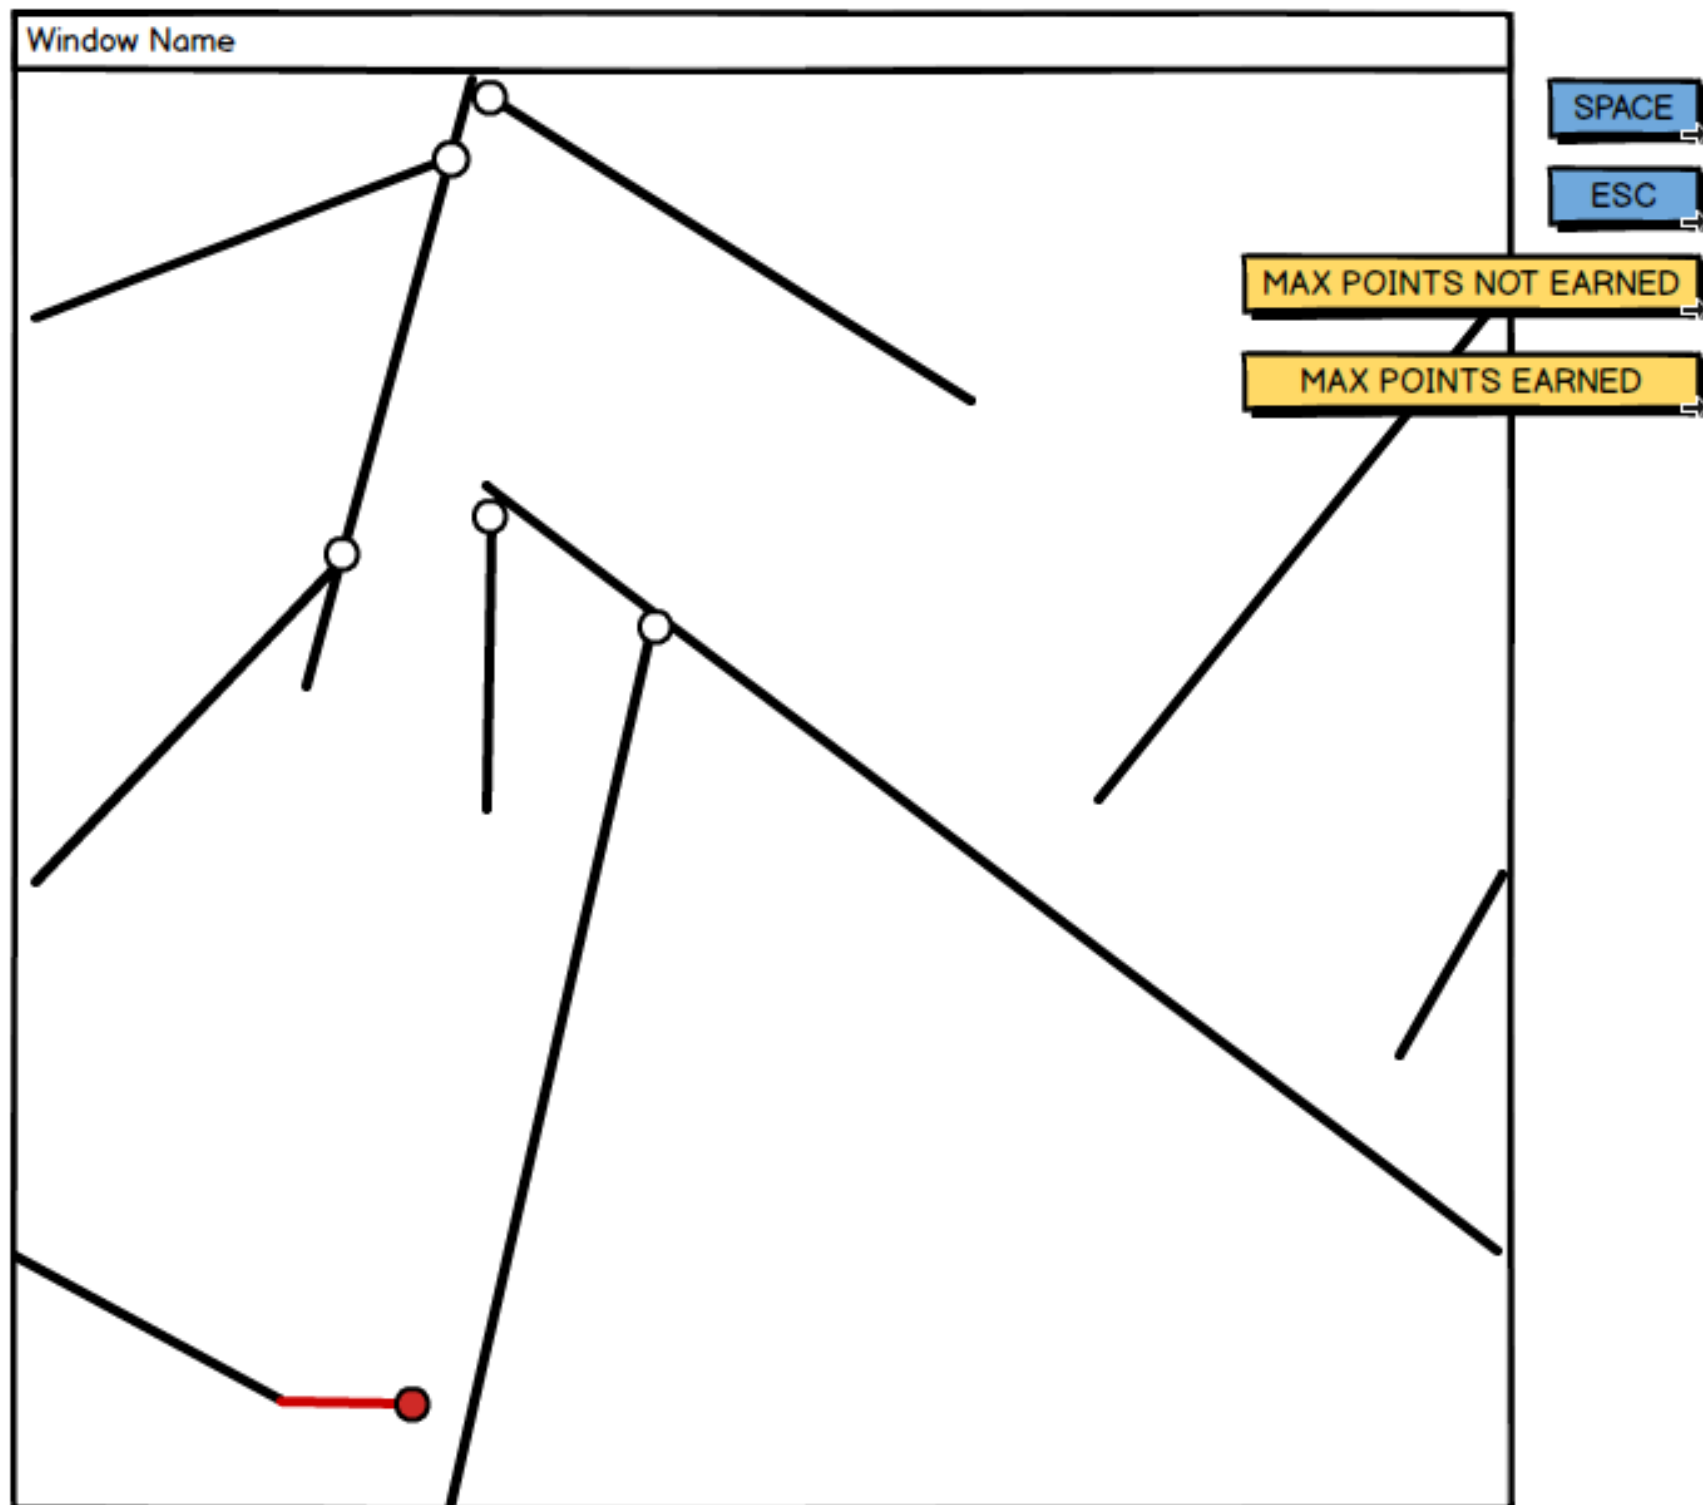 Window Name
SPACE
ESC
MAX POINTS NOT EARNED
MAX POINTS EARNED